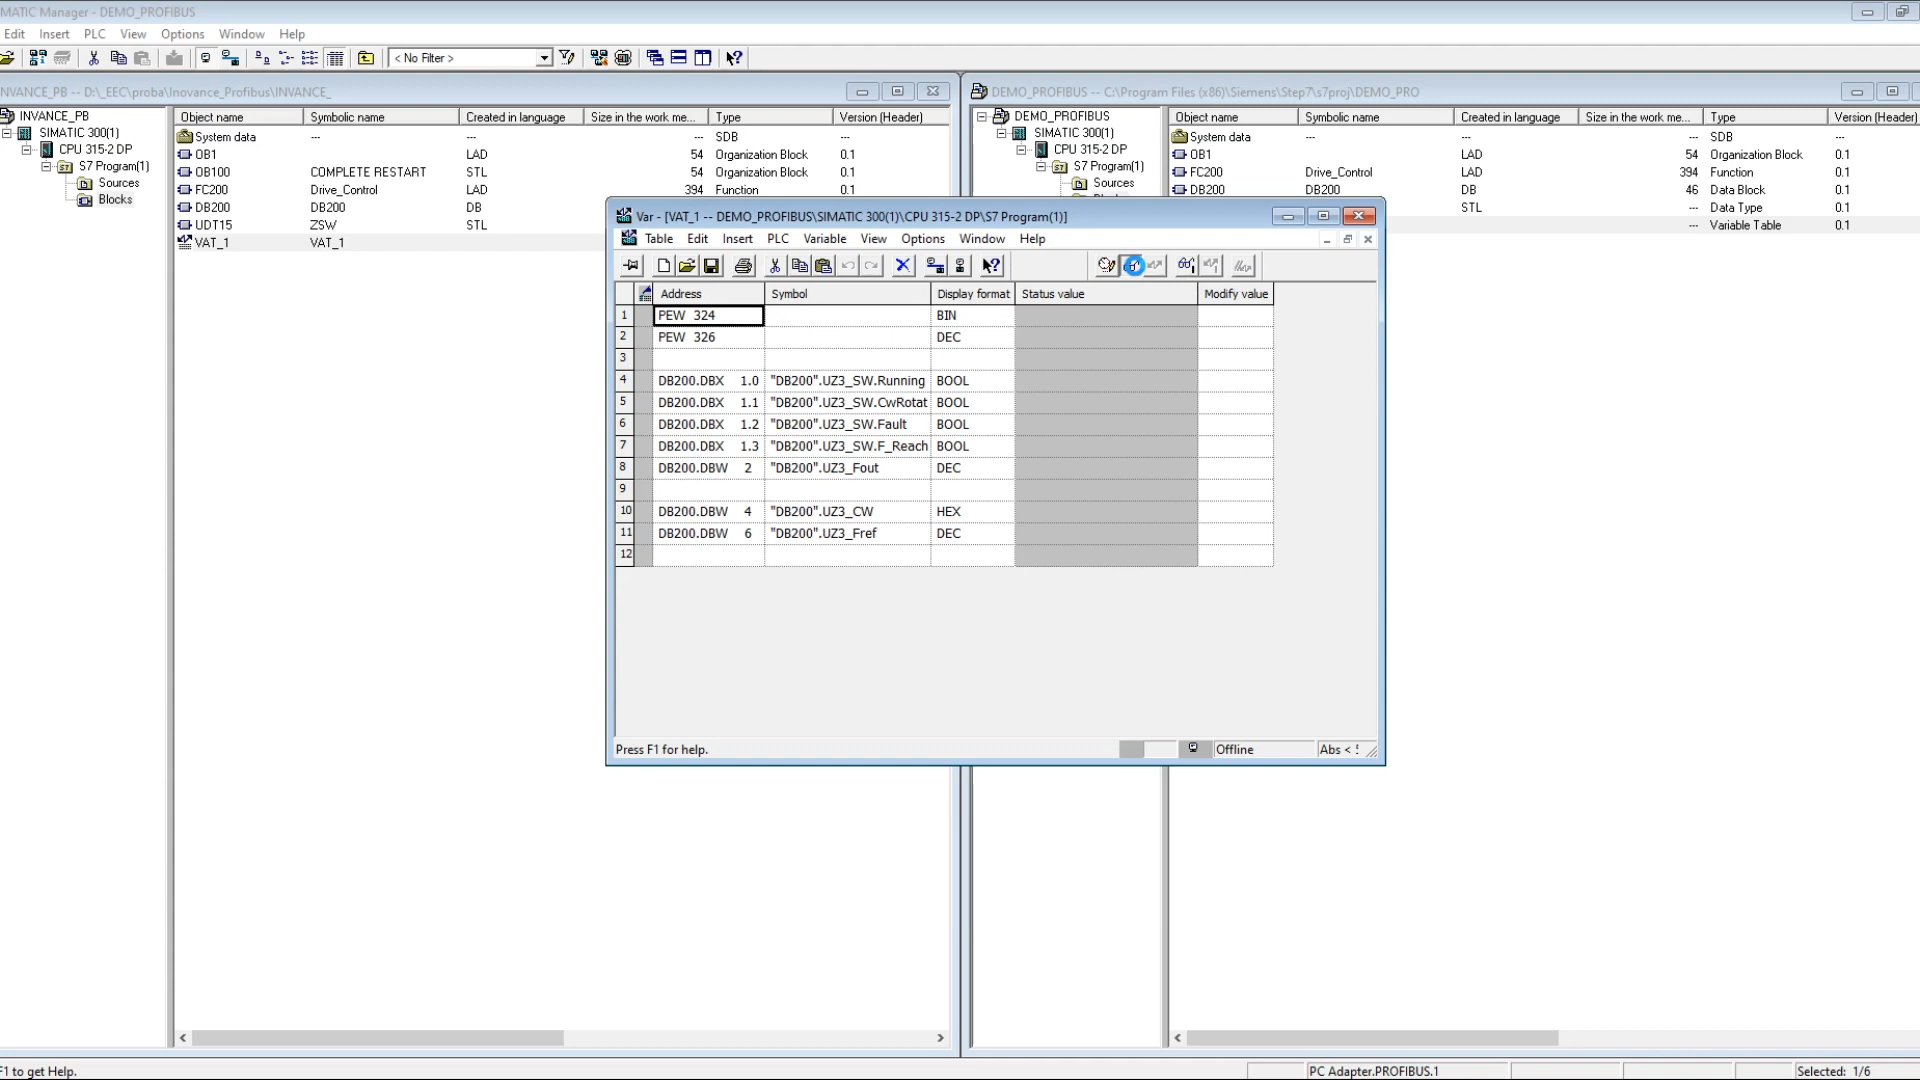 MATIC Manager - DEMO_PROFIBUS
Edit Insert PLC View Options Window Help
< No Filter >
NVANCE_PB -- D:\_EEC\proba\Inovance_Profibus\INVANCE_
INVANCE_PB
SIMATIC 300(1)
CPU 315-2 DP
S7 Program(1)
Sources
Blocks
Object name Symbolic name Created in language Size in the work me... Type Version (Header)
System data --- --- --- SDB ---
OB1 LAD 54 Organization Block 0.1
OB100 COMPLETE RESTART STL 54 Organization Block 0.1
FC200 Drive_Control LAD 394 Function 0.1
DB200 DB200 DB
UDT15 ZSW STL
VAT_1 VAT_1
DEMO_PROFIBUS -- C:\Program Files (x86)\Siemens\Step7\s7proj\DEMO_PRO
DEMO_PROFIBUS
SIMATIC 300(1)
CPU 315-2 DP
S7 Program(1)
Sources
Object name Symbolic name Created in language Size in the work me... Type Version (Header)
System data --- --- --- SDB ---
OB1 LAD 54 Organization Block 0.1
FC200 Drive_Control LAD 394 Function 0.1
DB200 DB200 DB 46 Data Block 0.1
STL --- Data Type 0.1
--- Variable Table 0.1
Var - [VAT_1 -- DEMO_PROFIBUS\SIMATIC 300(1)\CPU 315-2 DP\S7 Program(1)]
Table Edit Insert PLC Variable View Options Window Help
Address Symbol Display format Status value Modify value
1 PEW 324 BIN
2 PEW 326 DEC
3
4 DB200.DBX 1.0 "DB200".UZ3_SW.Running BOOL
5 DB200.DBX 1.1 "DB200".UZ3_SW.CwRotat BOOL
6 DB200.DBX 1.2 "DB200".UZ3_SW.Fault BOOL
7 DB200.DBX 1.3 "DB200".UZ3_SW.F_Reach BOOL
8 DB200.DBW 2 "DB200".UZ3_Fout DEC
9
10 DB200.DBW 4 "DB200".UZ3_CW HEX
11 DB200.DBW 6 "DB200".UZ3_Fref DEC
12
Press F1 for help. Offline Abs < !
F1 to get Help. PC Adapter.PROFIBUS.1 Selected: 1/6